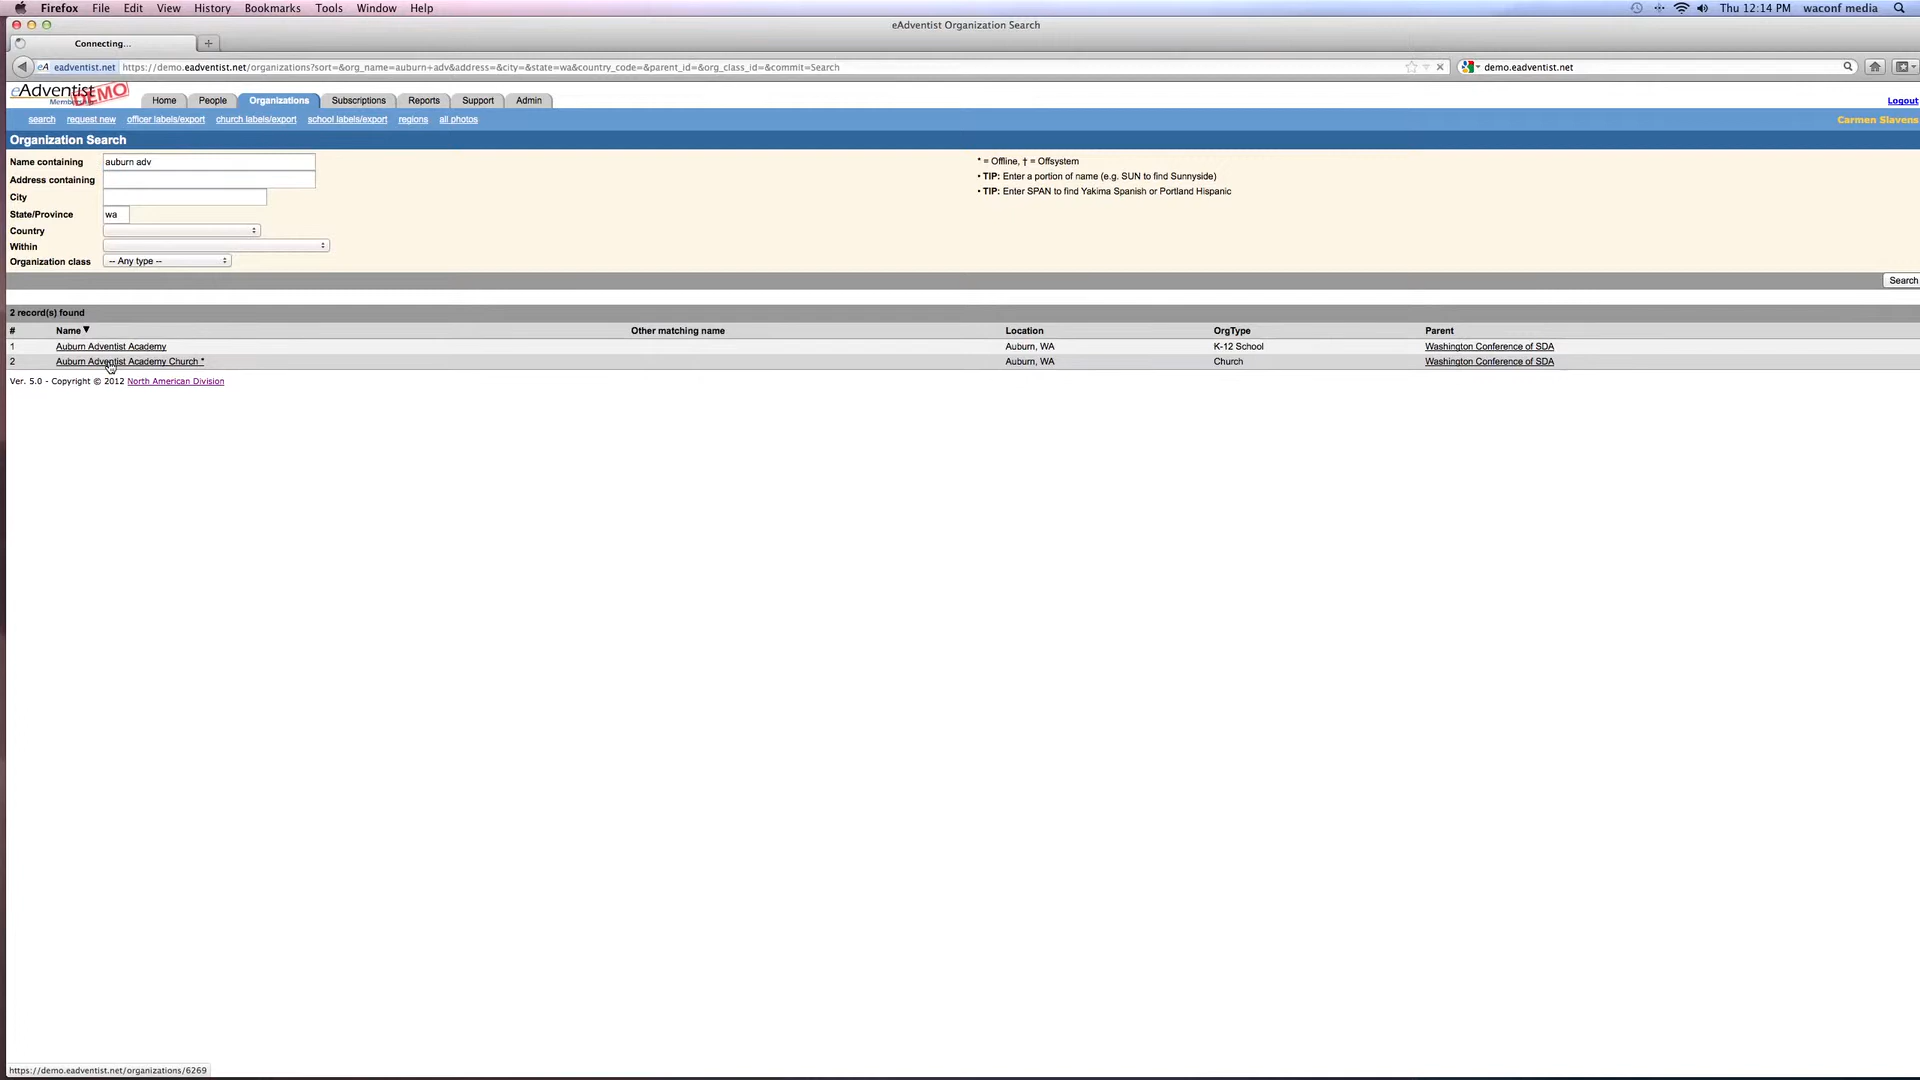 Firefox File Edit View History Bookmarks Tools Window Help Thu 12:14 PM waconf media
eAdventist Organization Search
Connecting...
eA eadventist.net https://demo.eadventist.net/organizations?sort=&org_name=auburn+adv&address=&city=&state=wa&country_code=&parent_id=&org_class_id=&commit=Search demo.eadventist.net
eAdventist DEMO Home People Organizations Subscriptions Reports Support Admin Logout
search request new officer labels/export church labels/export school labels/export regions all photos Carmen Slavens
Organization Search
Name containing auburn adv * = Offline, † = Offsystem
Address containing • TIP: Enter a portion of name (e.g. SUN to find Sunnyside)
City • TIP: Enter SPAN to find Yakima Spanish or Portland Hispanic
State/Province wa
Country
Within
Organization class -- Any type --
Search
2 record(s) found
# Name ▼ Other matching name Location OrgType Parent
1 Auburn Adventist Academy Auburn, WA K-12 School Washington Conference of SDA
2 Auburn Adventist Academy Church * Auburn, WA Church Washington Conference of SDA
Ver. 5.0 - Copyright © 2012 North American Division
https://demo.eadventist.net/organizations/6269